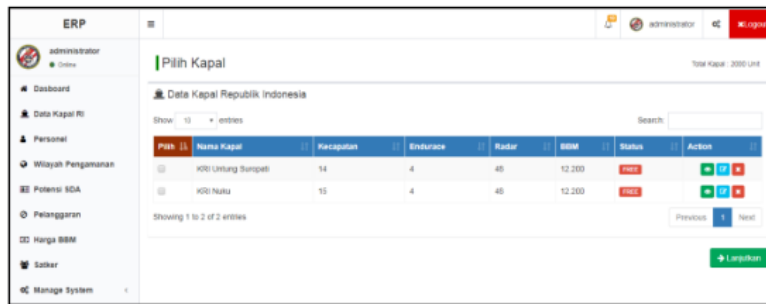 ERP
administrator
Logout
administrator
Online
Pilih Kapal
Total Kapal : 2000 Unit
Dasboard
Data Kapal Republik Indonesia
Data Kapal RI
Show 10 entries
Search:
Personel
Pilih Nama Kapal Kecapatan Endurace Radar BBM Status Action
Wilayah Pengamanan
KRI Untung Suropati 14 4 48 12.200 FREE
Potensi SDA
KRI Nuku 15 4 48 12.200 FREE
Pelanggaran
Showing 1 to 2 of 2 entries
Previous 1 Next
Harga BBM
Satker
Lanjutkan
Manage System